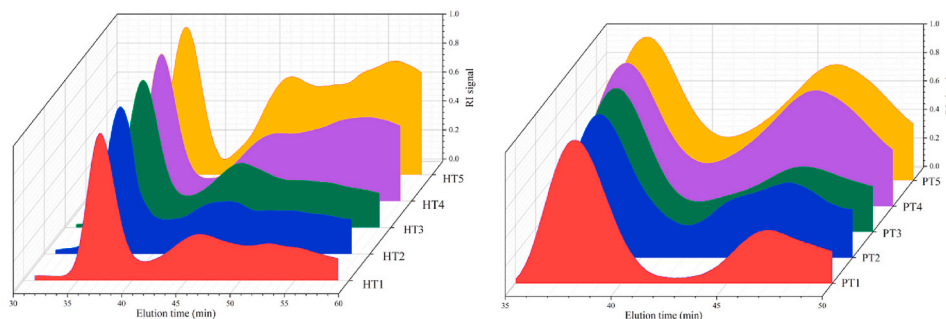 1.0
0.8
0.6
0.4
0.2
0.0
RI signal
HT5
HT4
HT3
HT2
HT1
30 35 40 45 50 55 60
Elution time (min)
1.0
0.8
0.6
0.4
0.2
0.0
PT5
PT4
PT3
PT2
PT1
35 40 45 50
Elution time (min)